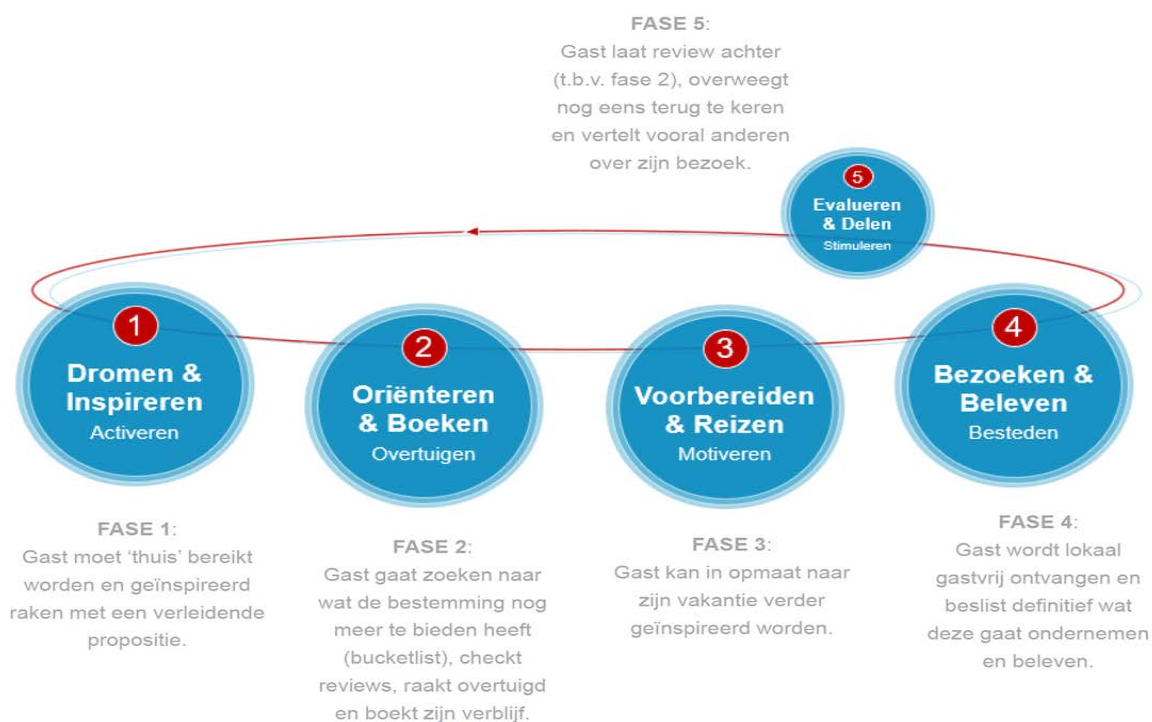 FASE 5:
Gast laat review achter
(t.b.v. fase 2), overweegt
nog eens terug te keren
en vertelt vooral anderen
over zijn bezoek.
5
Evalueren
& Delen
Stimuleren
1
Dromen &
Inspireren
Activeren
2
Oriënteren
& Boeken
Overtuigen
3
Voorbereiden
& Reizen
Motiveren
4
Bezoeken &
Beleven
Besteden
FASE 1:
Gast moet ‘thuis’ bereikt
worden en geïnspireerd
raken met een verleidende
propositie.
FASE 2:
Gast gaat zoeken naar
wat de bestemming nog
meer te bieden heeft
(bucketlist), checkt
reviews, raakt overtuigd
en boekt zijn verblijf.
FASE 3:
Gast kan in opmaat naar
zijn vakantie verder
geïnspireerd worden.
FASE 4:
Gast wordt lokaal
gastvrij ontvangen en
beslist definitief wat
deze gaat ondernemen
en beleven.